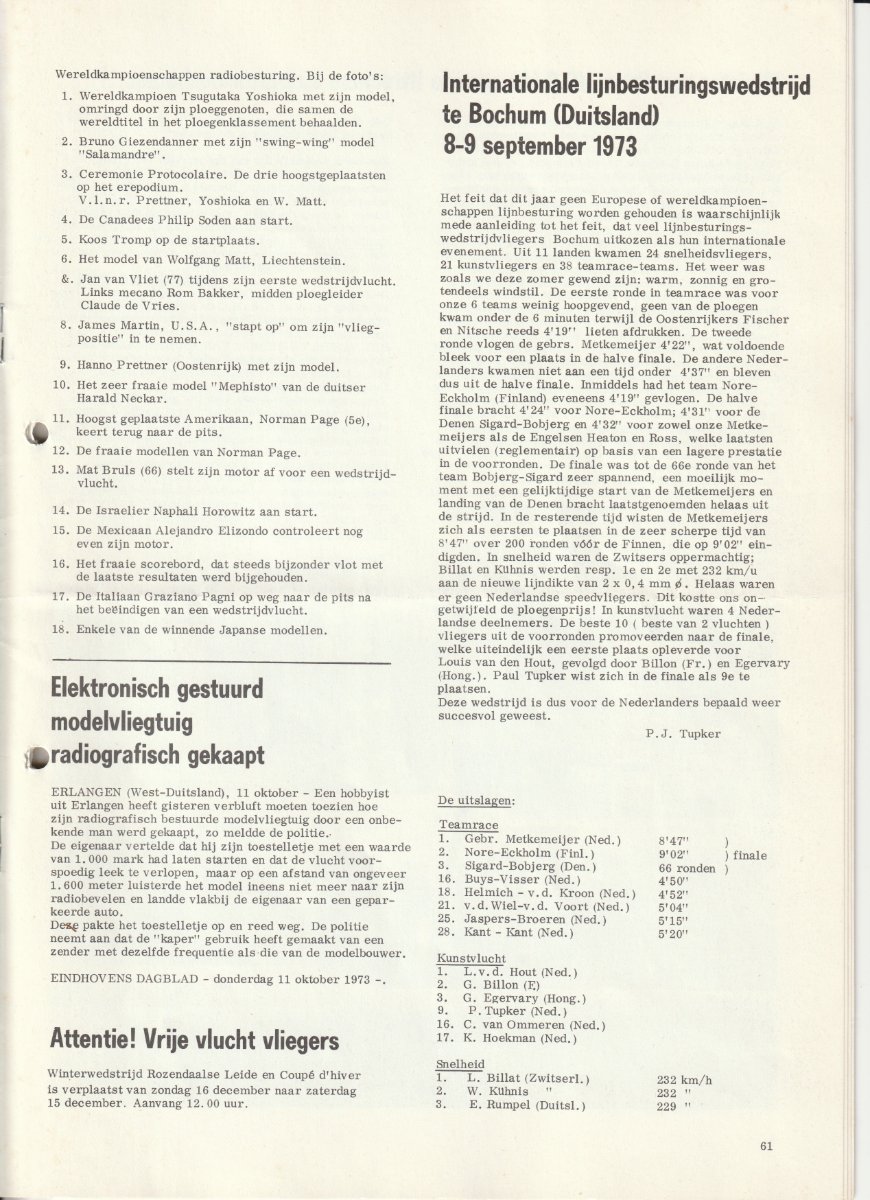 Wereldkampioenschappen radiobesturing. Bij de foto's:
1. Wereldkampioen Tsugutaka Yoshioka met zijn model,
omringd door zijn ploeggenoten, die samen de
wereldtitel in het ploegenklassement behaalden.
2. Bruno Giezendanner met zijn "swing-wing" model
"Salamandre".
3. Ceremonie Protocolaire. De drie hoogstgeplaatsten
op het erepodium.
V.l.n.r. Prettner, Yoshioka en W. Matt.
4. De Canadees Philip Soden aan start.
5. Koos Tromp op de startplaats.
6. Het model van Wolfgang Matt, Liechtenstein.
&. Jan van Vliet (77) tijdens zijn eerste wedstrijdvlucht.
Links mecano Rom Bakker, midden ploegleider
Claude de Vries.
8. James Martin, U.S.A., "stapt op" om zijn "vlieg-
positie" in te nemen.
9. Hanno Prettner (Oostenrijk) met zijn model.
10. Het zeer fraaie model "Mephisto" van de duitser
Harald Neckar.
11. Hoogst geplaatste Amerikaan, Norman Page (5e),
keert terug naar de pits.
12. De fraaie modellen van Norman Page.
13. Mat Bruls (66) stelt zijn motor af voor een wedstrijd-
vlucht.
14. De Israelier Naphali Horowitz aan start.
15. De Mexicaan Alejandro Elizondo controleert nog
even zijn motor.
16. Het fraaie scorebord, dat steeds bijzonder vlot met
de laatste resultaten werd bijgehouden.
17. De Italiaan Graziano Pagni op weg naar de pits na
het beëindigen van een wedstrijdvlucht.
18. Enkele van de winnende Japanse modellen.
Elektronisch gestuurd
modelvliegtuig
radiografisch gekaapt
ERLANGEN (West-Duitsland), 11 oktober - Een hobbyist
uit Erlangen heeft gisteren verbluft moeten toezien hoe
zijn radiografisch bestuurde modelvliegtuig door een onbe-
kende man werd gekaapt, zo meldde de politie.
De eigenaar vertelde dat hij zijn toestelletje met een waarde
van 1.000 mark had laten starten en dat de vlucht voor-
spoedig leek te verlopen, maar op een afstand van ongeveer
1.600 meter luisterde het model ineens niet meer naar zijn
radiobevelen en landde vlakbij de eigenaar van een gepar-
keerde auto.
Deze pakte het toestelletje op en reed weg. De politie
neemt aan dat de "kaper" gebruik heeft gemaakt van een
zender met dezelfde frequentie als die van de modelbouwer.
EINDHOVENS DAGBLAD - donderdag 11 oktober 1973 -.
Attentie! Vrije vlucht vliegers
Winterwedstrijd Rozendaalse Leide en Coupé d'hiver
is verplaatst van zondag 16 december naar zaterdag
15 december. Aanvang 12.00 uur.
Internationale lijnbesturingswedstrijd
te Bochum (Duitsland)
8-9 september 1973
Het feit dat dit jaar geen Europese of wereldkampioen-
schappen lijnbesturing worden gehouden is waarschijnlijk
mede aanleiding tot het feit, dat veel lijnbesturings-
wedstrijdvliegers Bochum uitkozen als hun internationale
evenement. Uit 11 landen kwamen 24 snelheidsvliegers,
21 kunstvliegers en 38 teamrace-teams. Het weer was
zoals we deze zomer gewend zijn: warm, zonnig en gro-
tendeels windstil. De eerste ronde in teamrace was voor
onze 6 teams weinig hoopgevend, geen van de ploegen
kwam onder de 6 minuten terwijl de Oostenrijkers Fischer
en Nitsche reeds 4'19" lieten afdrukken. De tweede
ronde vlogen de gebrs. Metkemeijer 4'22", wat voldoende
bleek voor een plaats in de halve finale. De andere Neder-
landers kwamen niet aan een tijd onder 4'37" en bleven
dus uit de halve finale. Inmiddels had het team Nore-
Eckholm (Finland) eveneens 4'19" gevlogen. De halve
finale bracht 4'24" voor Nore-Eckholm; 4'31" voor de
Denen Sigard-Bobjerg en 4'32" voor zowel onze Metke-
meijers als de Engelsen Heaton en Ross, welke laatsten
uitvielen (reglementair) op basis van een lagere prestatie
in de voorronden. De finale was tot de 66e ronde van het
team Bobjerg-Sigard zeer spannend, een moeilijk mo-
ment met een gelijktijdige start van de Metkemeijers en
landing van de Denen bracht laatstgenoemden helaas uit
de strijd. In de resterende tijd wisten de Metkemeijers
zich als eersten te plaatsen in de zeer scherpe tijd van
8'47" over 200 ronden vóór de Finnen, die op 9'02" ein-
digden. In snelheid waren de Zwitsers oppermachtig;
Billat en Kühnis werden resp. 1e en 2e met 232 km/u
aan de nieuwe lijndikte van 2 x 0,4 mm ø. Helaas waren
er geen Nederlandse speedvliegers. Dit kostte ons on-
getwijfeld de ploegenprijs! In kunstvlucht waren 4 Neder-
landse deelnemers. De beste 10 ( beste van 2 vluchten )
vliegers uit de voorronden promoveerden naar de finale,
welke uiteindelijk een eerste plaats opleverde voor
Louis van den Hout, gevolgd door Billon (Fr.) en Egervary
(Hong.). Paul Tupker wist zich in de finale als 9e te
plaatsen.
Deze wedstrijd is dus voor de Nederlanders bepaald weer
succesvol geweest.
P.J. Tupker
De uitslagen:
Teamrace
1. Gebr. Metkemeijer (Ned.) 8'47" )
2. Nore-Eckholm (Finl.) 9'02" ) finale
3. Sigard-Bobjerg (Den.) 66 ronden )
16. Buys-Visser (Ned.) 4'50"
18. Helmich - v.d. Kroon (Ned.) 4'52"
21. v.d.Wiel-v.d. Voort (Ned.) 5'04"
25. Jaspers-Broeren (Ned.) 5'15"
28. Kant - Kant (Ned.) 5'20"
Kunstvlucht
1. L.v.d. Hout (Ned.)
2. G. Billon (F.)
3. G. Egervary (Hong.)
9. P. Tupker (Ned.)
16. C. van Ommeren (Ned.)
17. K. Hoekman (Ned.)
Snelheid
1. L. Billat (Zwitserl.) 232 km/h
2. W. Kühnis " 232 "
3. E. Rumpel (Duitsl.) 229 "
61